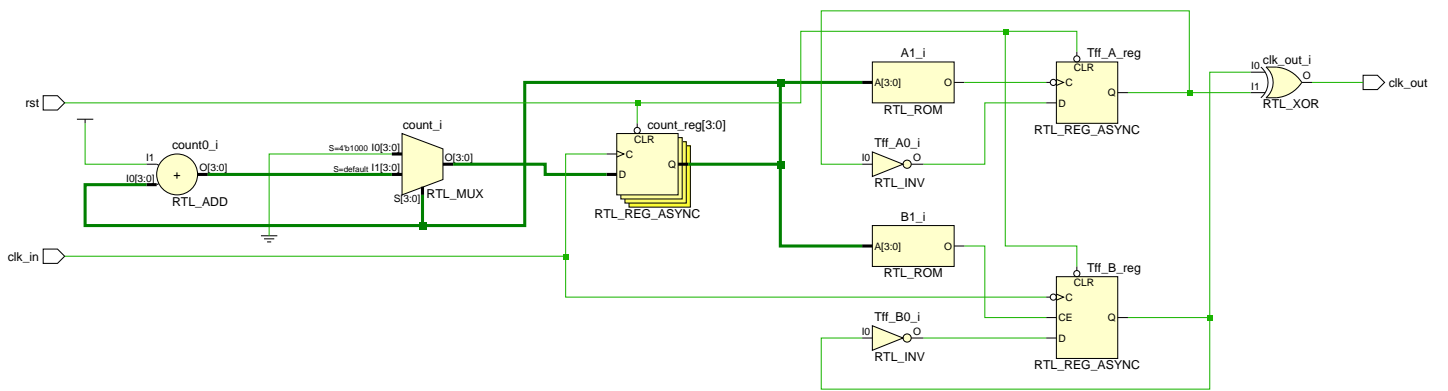 rst
clk_in
count0_i
I1
I0[3:0]
+
O[3:0]
RTL_ADD
count_i
S=4'b1000 I0[3:0]
S=default I1[3:0]
S[3:0]
O[3:0]
RTL_MUX
count_reg[3:0]
CLR
C
D
Q
RTL_REG_ASYNC
A1_i
A[3:0]
O
RTL_ROM
Tff_A0_i
I0
O
RTL_INV
Tff_A_reg
CLR
C
D
Q
RTL_REG_ASYNC
B1_i
A[3:0]
O
RTL_ROM
Tff_B0_i
I0
O
RTL_INV
Tff_B_reg
CLR
C
CE
D
Q
RTL_REG_ASYNC
clk_out_i
I0
I1
O
RTL_XOR
clk_out